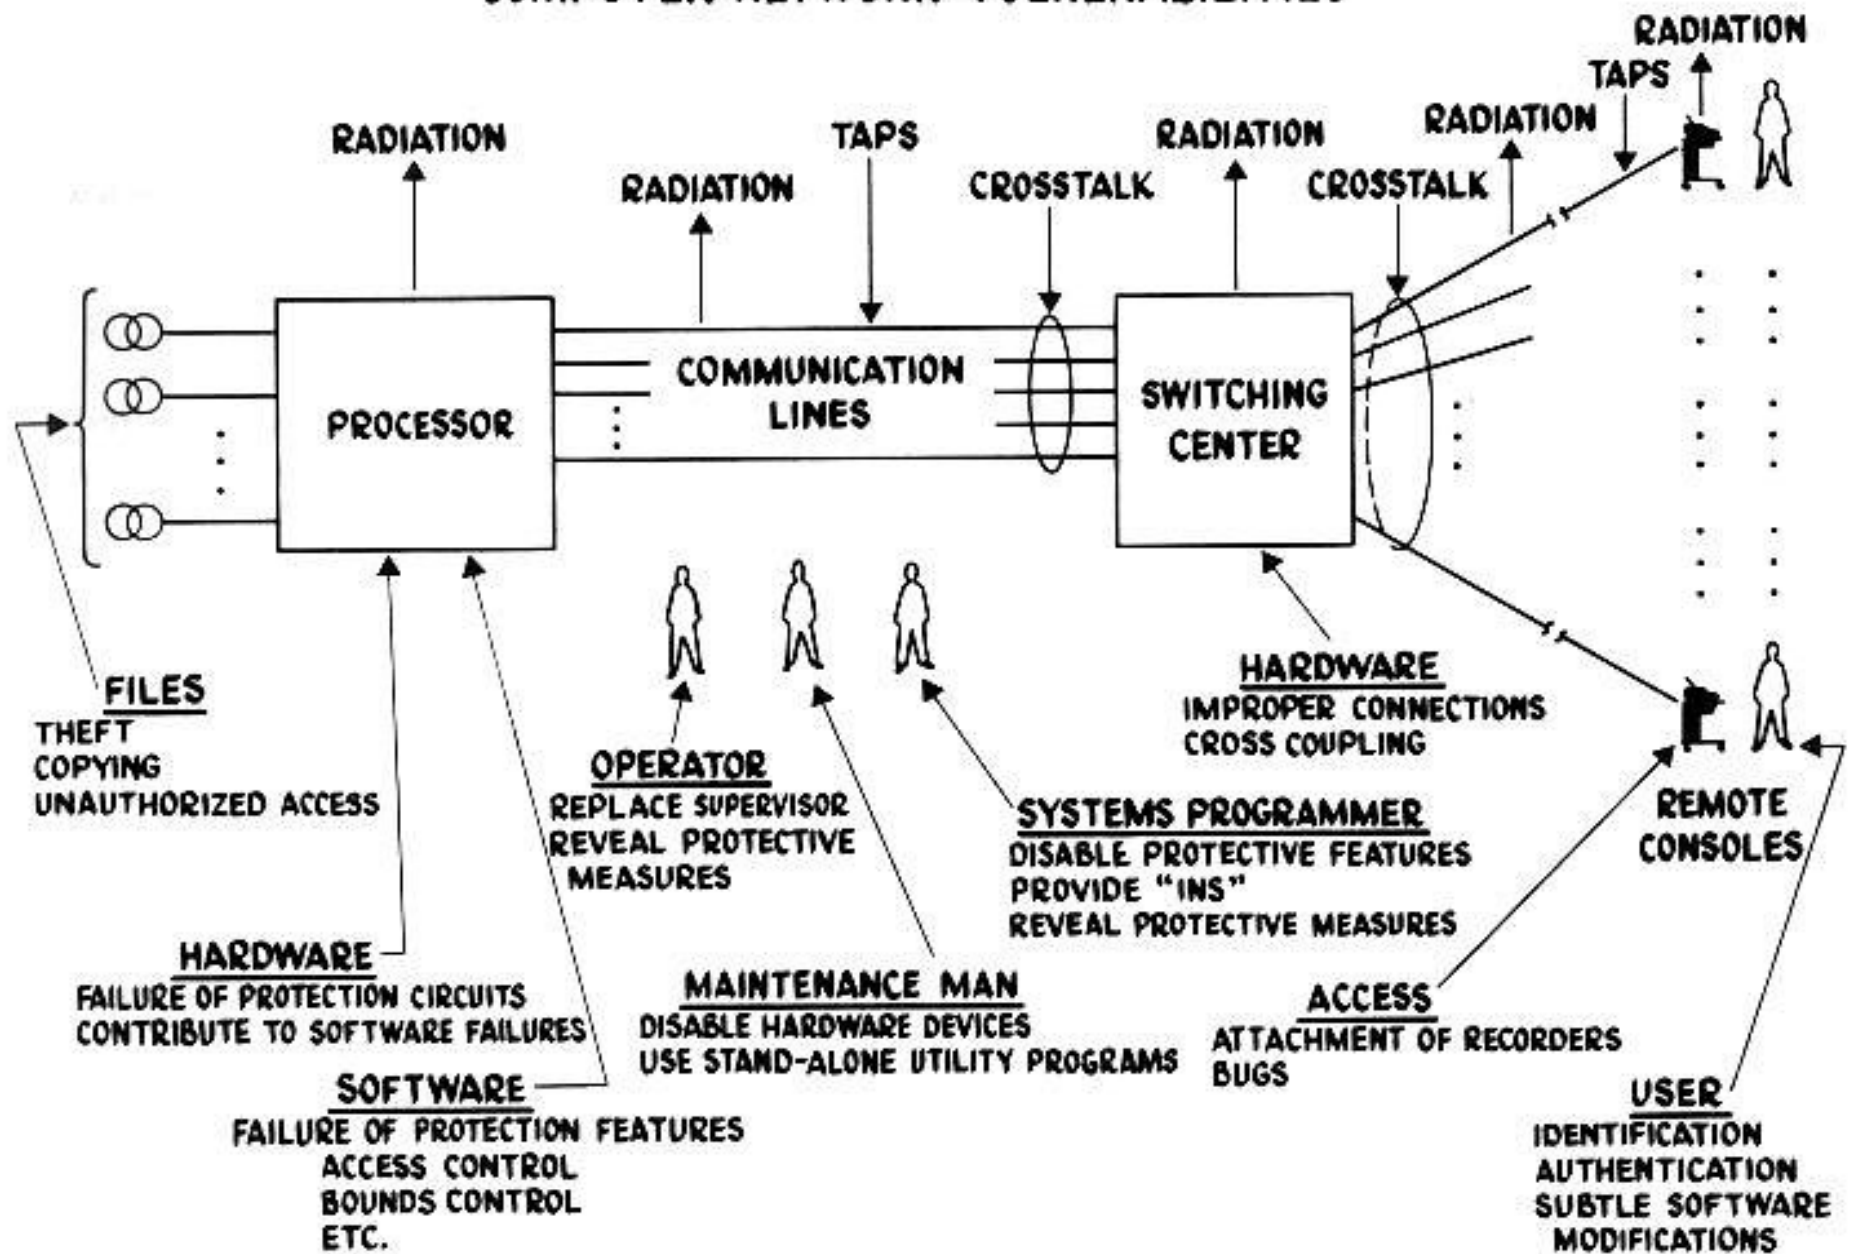 COMPUTER NETWORK VULNERABILITIES
RADIATION
TAPS
RADIATION
RADIATION
TAPS
RADIATION
RADIATION
CROSSTALK
CROSSTALK
PROCESSOR
COMMUNICATION
LINES
SWITCHING
CENTER
FILES
THEFT
COPYING
UNAUTHORIZED ACCESS
OPERATOR
REPLACE SUPERVISOR
REVEAL PROTECTIVE
MEASURES
HARDWARE
IMPROPER CONNECTIONS
CROSS COUPLING
SYSTEMS PROGRAMMER
DISABLE PROTECTIVE FEATURES
PROVIDE “INS”
REVEAL PROTECTIVE MEASURES
REMOTE
CONSOLES
HARDWARE
FAILURE OF PROTECTION CIRCUITS
CONTRIBUTE TO SOFTWARE FAILURES
MAINTENANCE MAN
DISABLE HARDWARE DEVICES
USE STAND-ALONE UTILITY PROGRAMS
ACCESS
ATTACHMENT OF RECORDERS
BUGS
SOFTWARE
FAILURE OF PROTECTION FEATURES
ACCESS CONTROL
BOUNDS CONTROL
ETC.
USER
IDENTIFICATION
AUTHENTICATION
SUBTLE SOFTWARE
MODIFICATIONS